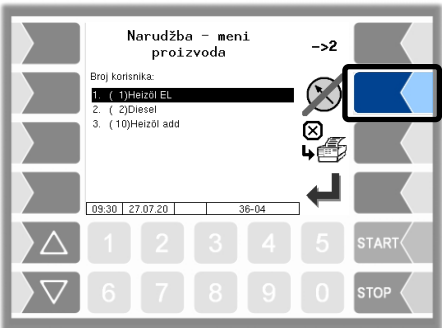 Narudžba - meni
proizvoda
->2
Broj korisnika:
1. ( 1)Heizöl EL
2. ( 2)Diesel
3. ( 10)Heizöl add
09:30 27.07.20 36-04
1 2 3 4 5 START
6 7 8 9 0 STOP